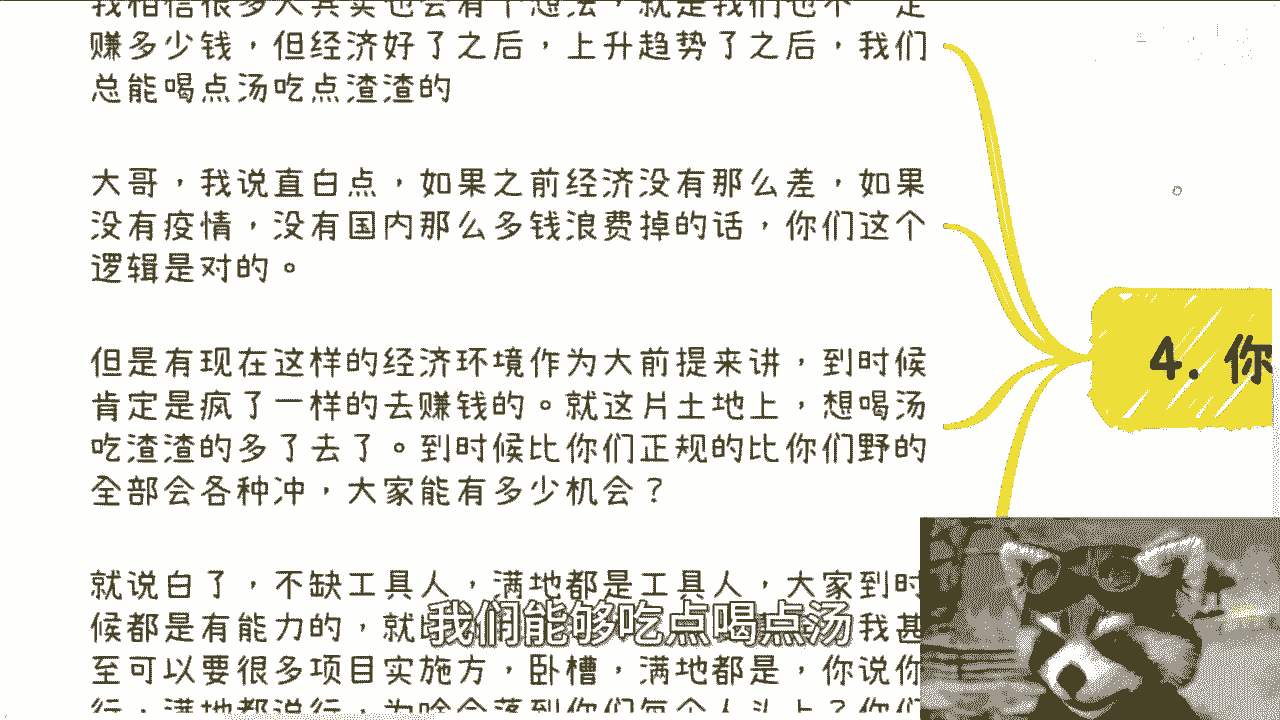 我相信很多人其实也会有个想法，就是我们也不一定
赚多少钱，但经济好了之后，上升趋势了之后，我们
总能喝点汤吃点渣渣的
大哥，我说直白点，如果之前经济没有那么差，如果
没有疫情，没有国内那么多钱浪费掉的话，你们这个
逻辑是对的。
但是有现在这样的经济环境作为大前提来讲，到时候
肯定是疯了一样的去赚钱的。就这片土地上，想喝汤
吃渣渣的多了去了。到时候比你们正规的比你们野的
全部会各种冲，大家能有多少机会？
就说白了，不缺工具人，满地都是工具人，大家到时
候都是有能力的，就
我甚
至可以要很多项目实施方，卧槽，满地都是，你说你
行，满地都说行，为啥会落到你们每个人头上？你们
4. 你
我们能够吃点喝点汤